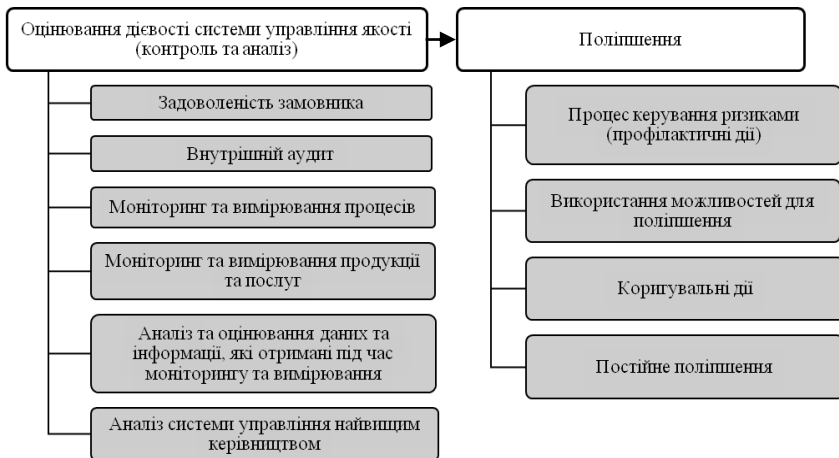 Оцінювання дієвості системи управління якості
(контроль та аналіз)
Задоволеність замовника
Внутрішній аудит
Моніторинг та вимірювання процесів
Моніторинг та вимірювання продукції
та послуг
Аналіз та оцінювання даних та
інформації, які отримані під час
моніторингу та вимірювання
Аналіз системи управління найвищим
керівництвом
Поліпшення
Процес керування ризиками
(профілактичні дії)
Використання можливостей для
поліпшення
Коригувальні дії
Постійне поліпшення